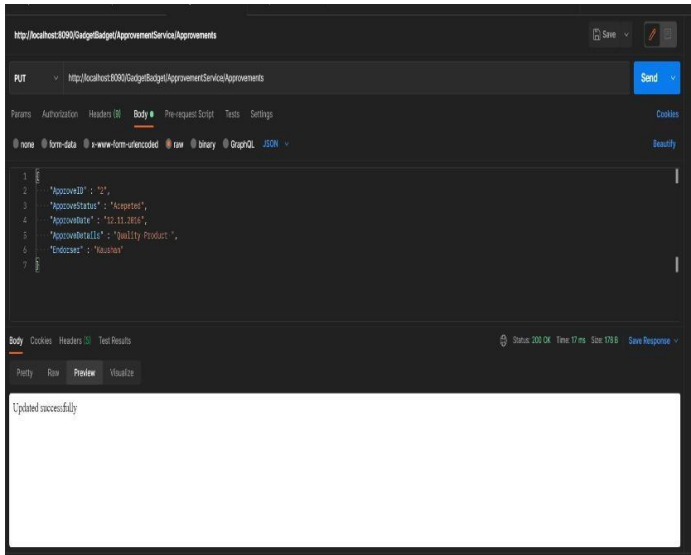 http://localhost:8090/GadgetBadget/ApprovementService/Approvements
Save
PUT http://localhost:8090/GadgetBadget/ApprovementService/Approvements Send
Params Authorization Headers (9) Body Pre-request Script Tests Settings Cookies
none form-data x-www-form-urlencoded raw binary GraphQL JSON Beautify
1 {
2 "ApproveID" : "2",
3 "ApproveStatus" : "Acepeted",
4 "ApproveDate" : "12.11.2016",
5 "ApproveDetails" : "Quality Product ",
6 "Endorser" : "Kaushan"
7 }
Body Cookies Headers (5) Test Results Status: 200 OK Time: 17 ms Size: 178 B Save Response
Pretty Raw Preview Visualize
Updated successfully